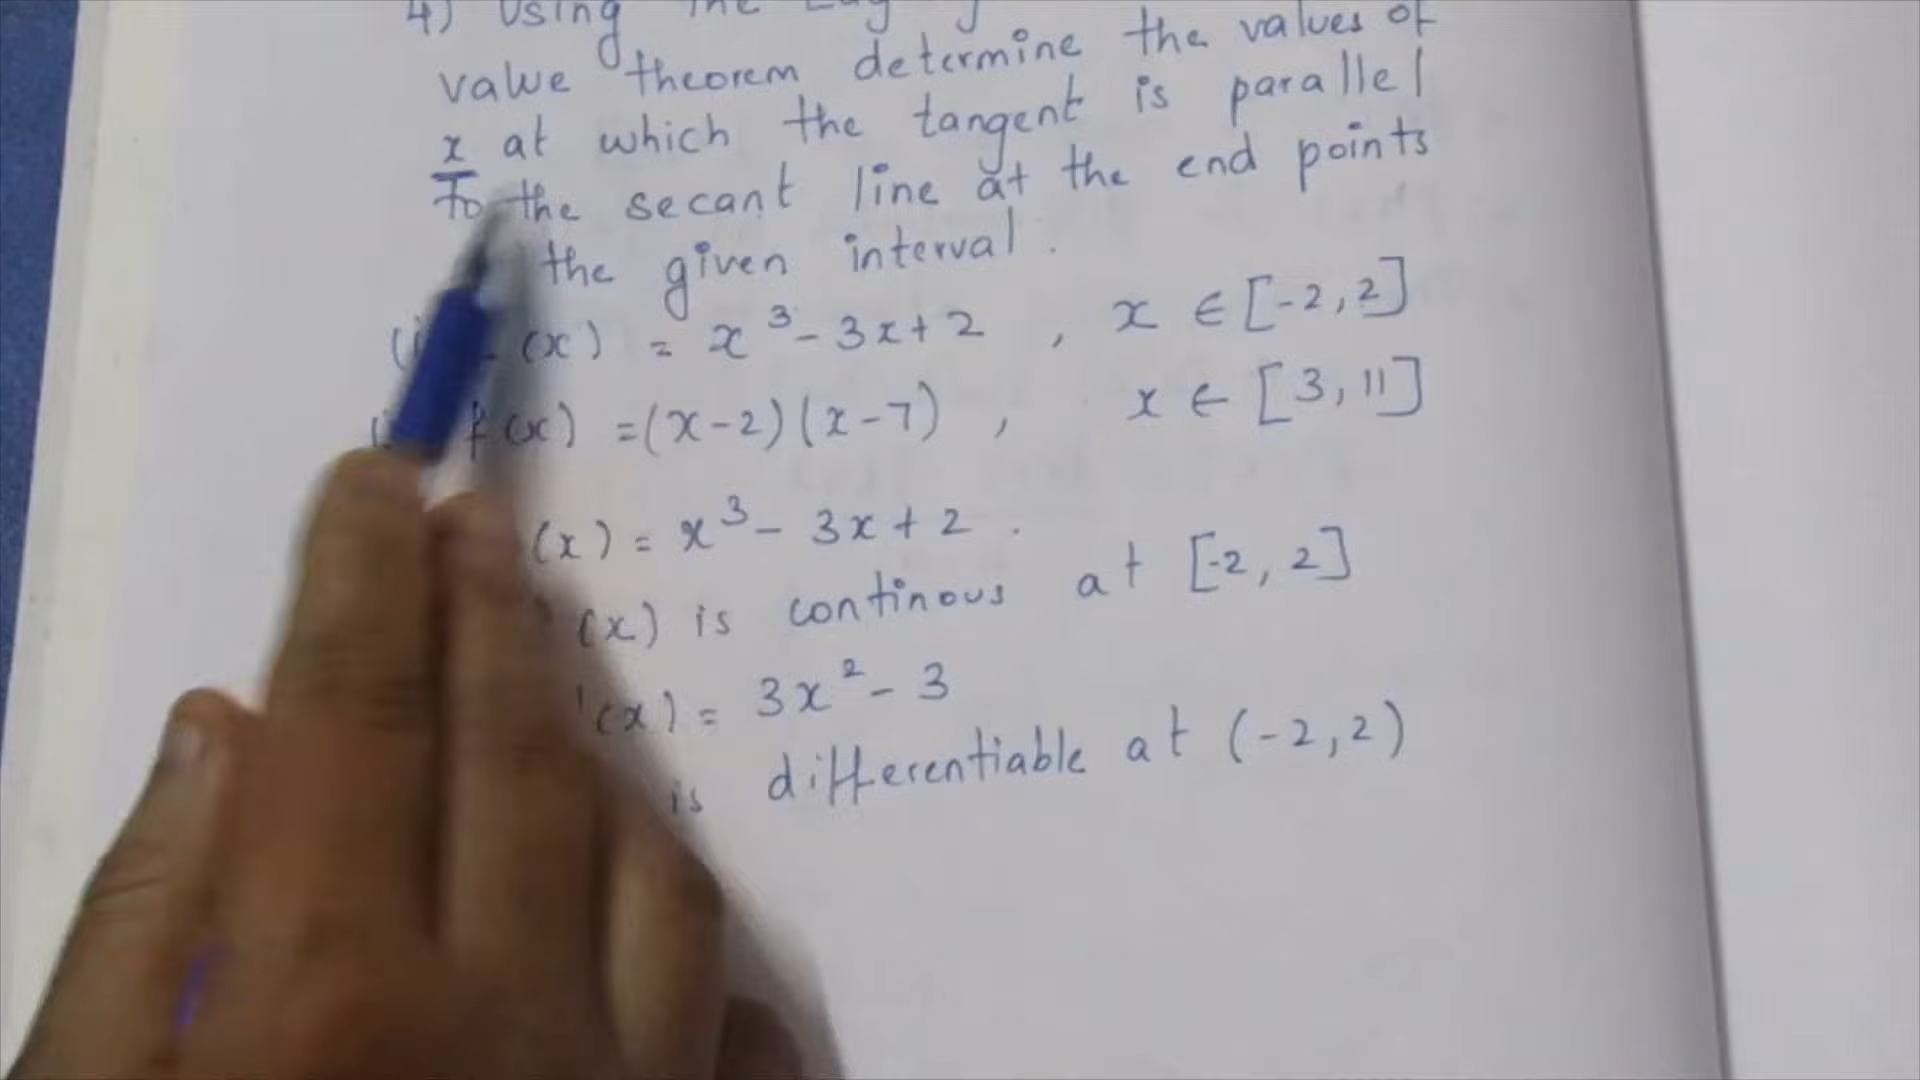 4) Using the
value theorem determine the values of
x at which the tangent is parallel
To the secant line at the end points
the given interval.
(x) = x³ - 3x + 2 , x ∈ [-2, 2]
f(x) = (x-2)(x-7) , x ∈ [3, 11]
(x) = x³ - 3x + 2 .
(x) is continous at [-2, 2]
'(x) = 3x² - 3
is differentiable at (-2, 2)